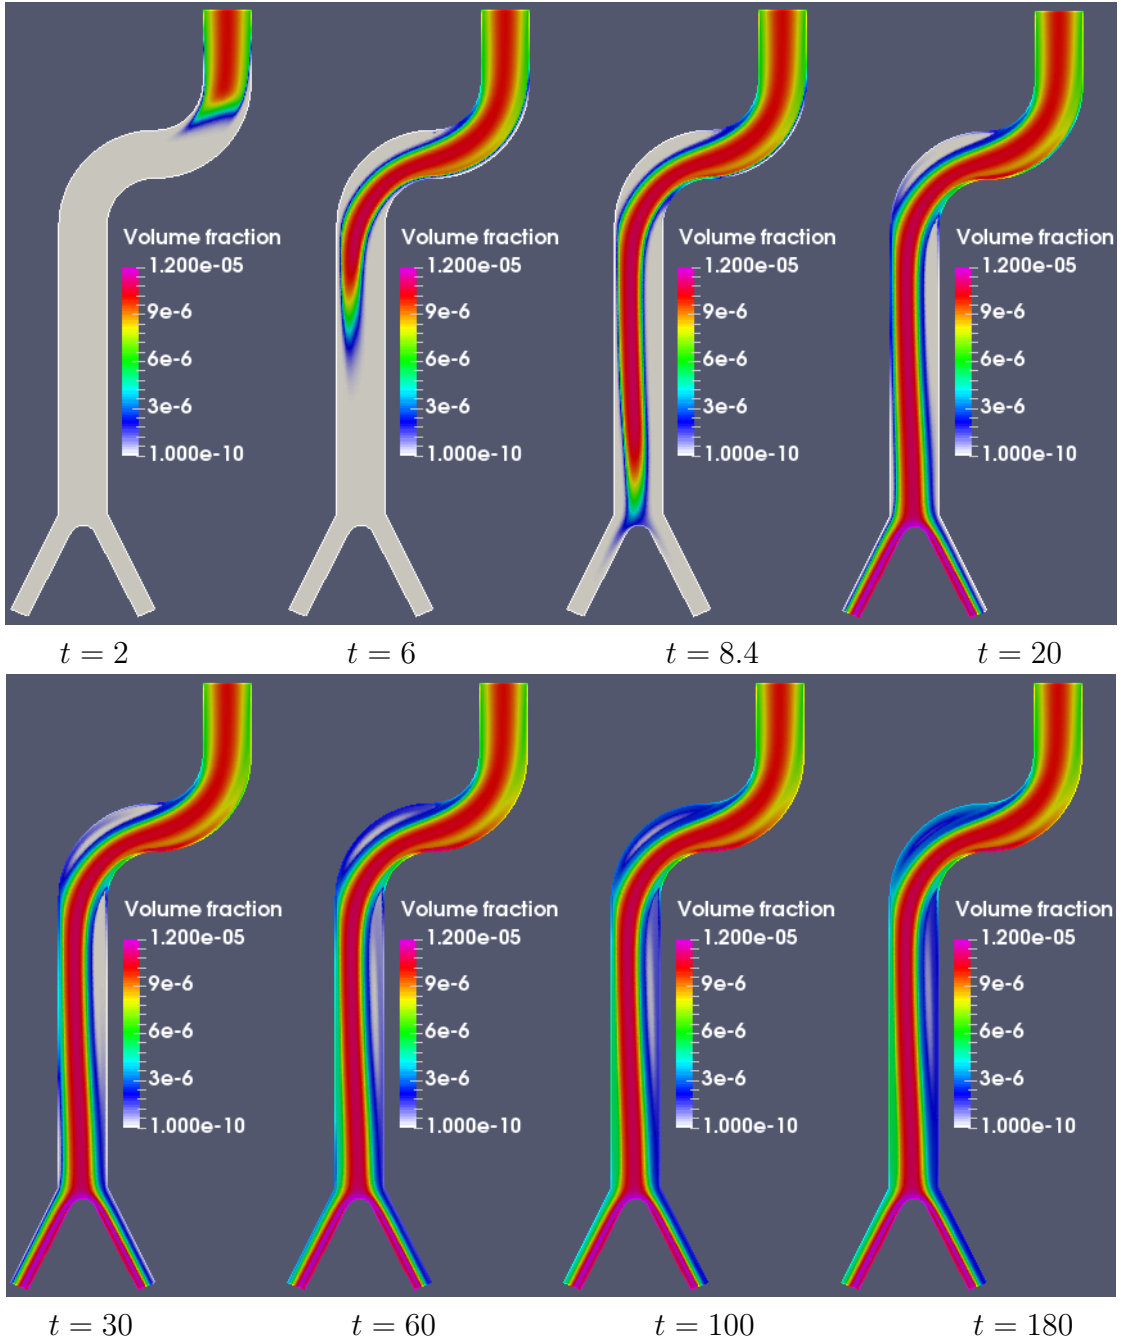 Volume fraction Volume fraction Volume fraction Volume fraction
1.200e-05 1.200e-05 1.200e-05 1.200e-05
9e-6 9e-6 9e-6 9e-6
6e-6 6e-6 6e-6 6e-6
3e-6 3e-6 3e-6 3e-6
1.000e-10 1.000e-10 1.000e-10 1.000e-10
t = 2 t = 6 t = 8.4 t = 20
Volume fraction Volume fraction Volume fraction Volume fraction
1.200e-05 1.200e-05 1.200e-05 1.200e-05
9e-6 9e-6 9e-6 9e-6
6e-6 6e-6 6e-6 6e-6
3e-6 3e-6 3e-6 3e-6
1.000e-10 1.000e-10 1.000e-10 1.000e-10
t = 30 t = 60 t = 100 t = 180